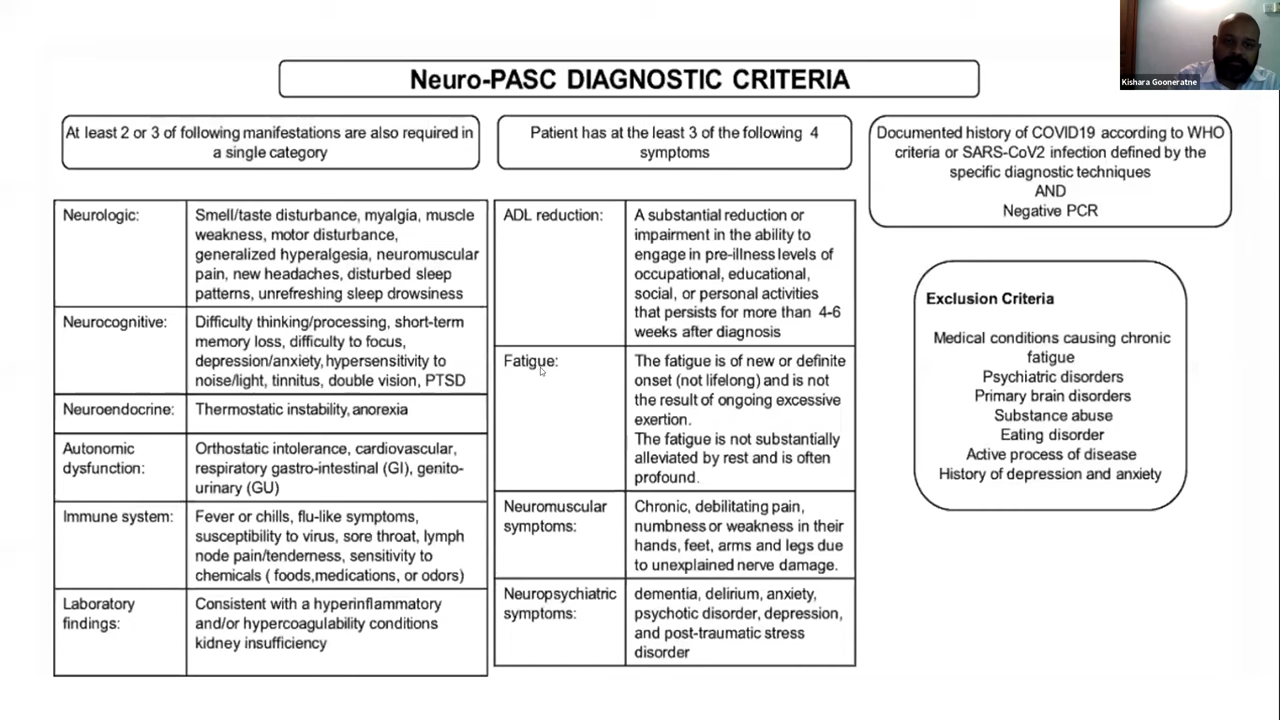 Neuro-PASC DIAGNOSTIC CRITERIA
Kishara Gooneratne
At least 2 or 3 of following manifestations are also required in
a single category
Neurologic:
Smell/taste disturbance, myalgia, muscle
weakness, motor disturbance,
generalized hyperalgesia, neuromuscular
pain, new headaches, disturbed sleep
patterns, unrefreshing sleep drowsiness
Neurocognitive:
Difficulty thinking/processing, short-term
memory loss, difficulty to focus,
depression/anxiety, hypersensitivity to
noise/light, tinnitus, double vision, PTSD
Neuroendocrine:
Thermostatic instability, anorexia
Autonomic
dysfunction:
Orthostatic intolerance, cardiovascular,
respiratory gastro-intestinal (GI), genito-
urinary (GU)
Immune system:
Fever or chills, flu-like symptoms,
susceptibility to virus, sore throat, lymph
node pain/tenderness, sensitivity to
chemicals ( foods,medications, or odors)
Laboratory
findings:
Consistent with a hyperinflammatory
and/or hypercoagulability conditions
kidney insufficiency
Patient has at the least 3 of the following 4
symptoms
ADL reduction:
A substantial reduction or
impairment in the ability to
engage in pre-illness levels of
occupational, educational,
social, or personal activities
that persists for more than 4-6
weeks after diagnosis
Fatigue:
The fatigue is of new or definite
onset (not lifelong) and is not
the result of ongoing excessive
exertion.
The fatigue is not substantially
alleviated by rest and is often
profound.
Neuromuscular
symptoms:
Chronic, debilitating pain,
numbness or weakness in their
hands, feet, arms and legs due
to unexplained nerve damage.
Neuropsychiatric
symptoms:
dementia, delirium, anxiety,
psychotic disorder, depression,
and post-traumatic stress
disorder
Documented history of COVID19 according to WHO
criteria or SARS-CoV2 infection defined by the
specific diagnostic techniques
AND
Negative PCR
Exclusion Criteria
Medical conditions causing chronic
fatigue
Psychiatric disorders
Primary brain disorders
Substance abuse
Eating disorder
Active process of disease
History of depression and anxiety